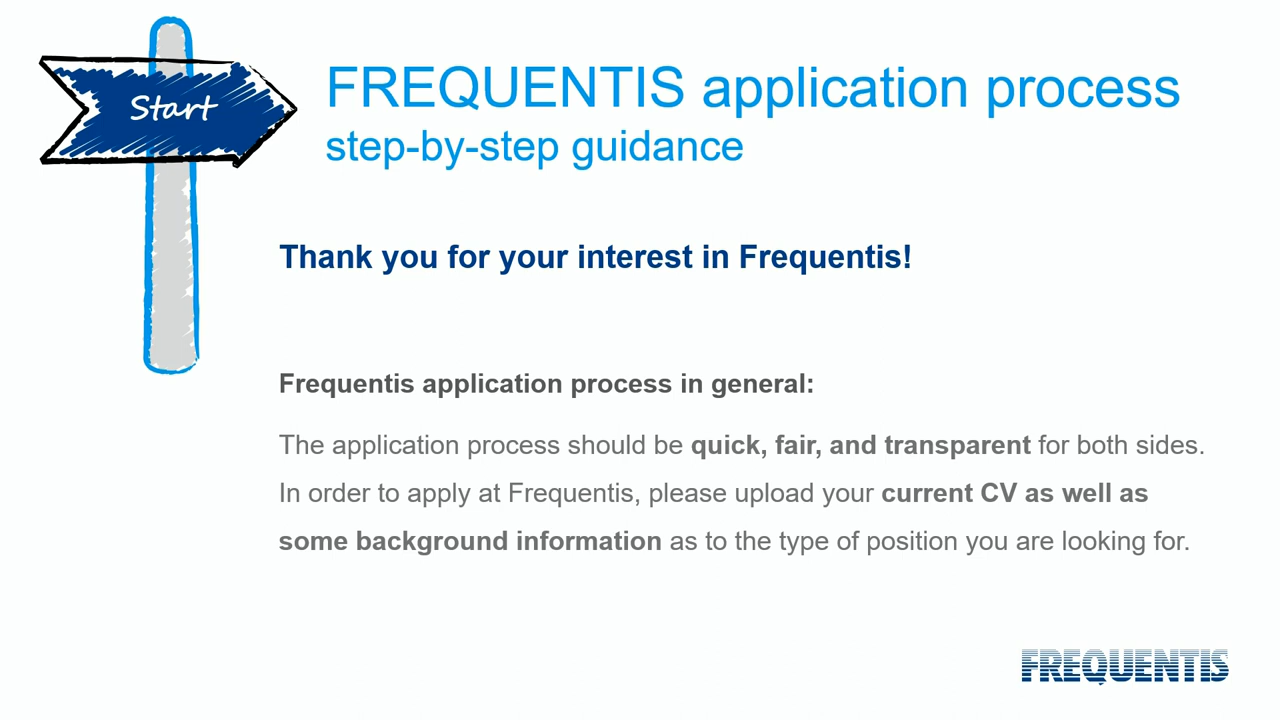 Start
FREQUENTIS application process
step-by-step guidance
Thank you for your interest in Frequentis!
Frequentis application process in general:
The application process should be quick, fair, and transparent for both sides.
In order to apply at Frequentis, please upload your current CV as well as
some background information as to the type of position you are looking for.
FREQUENTIS